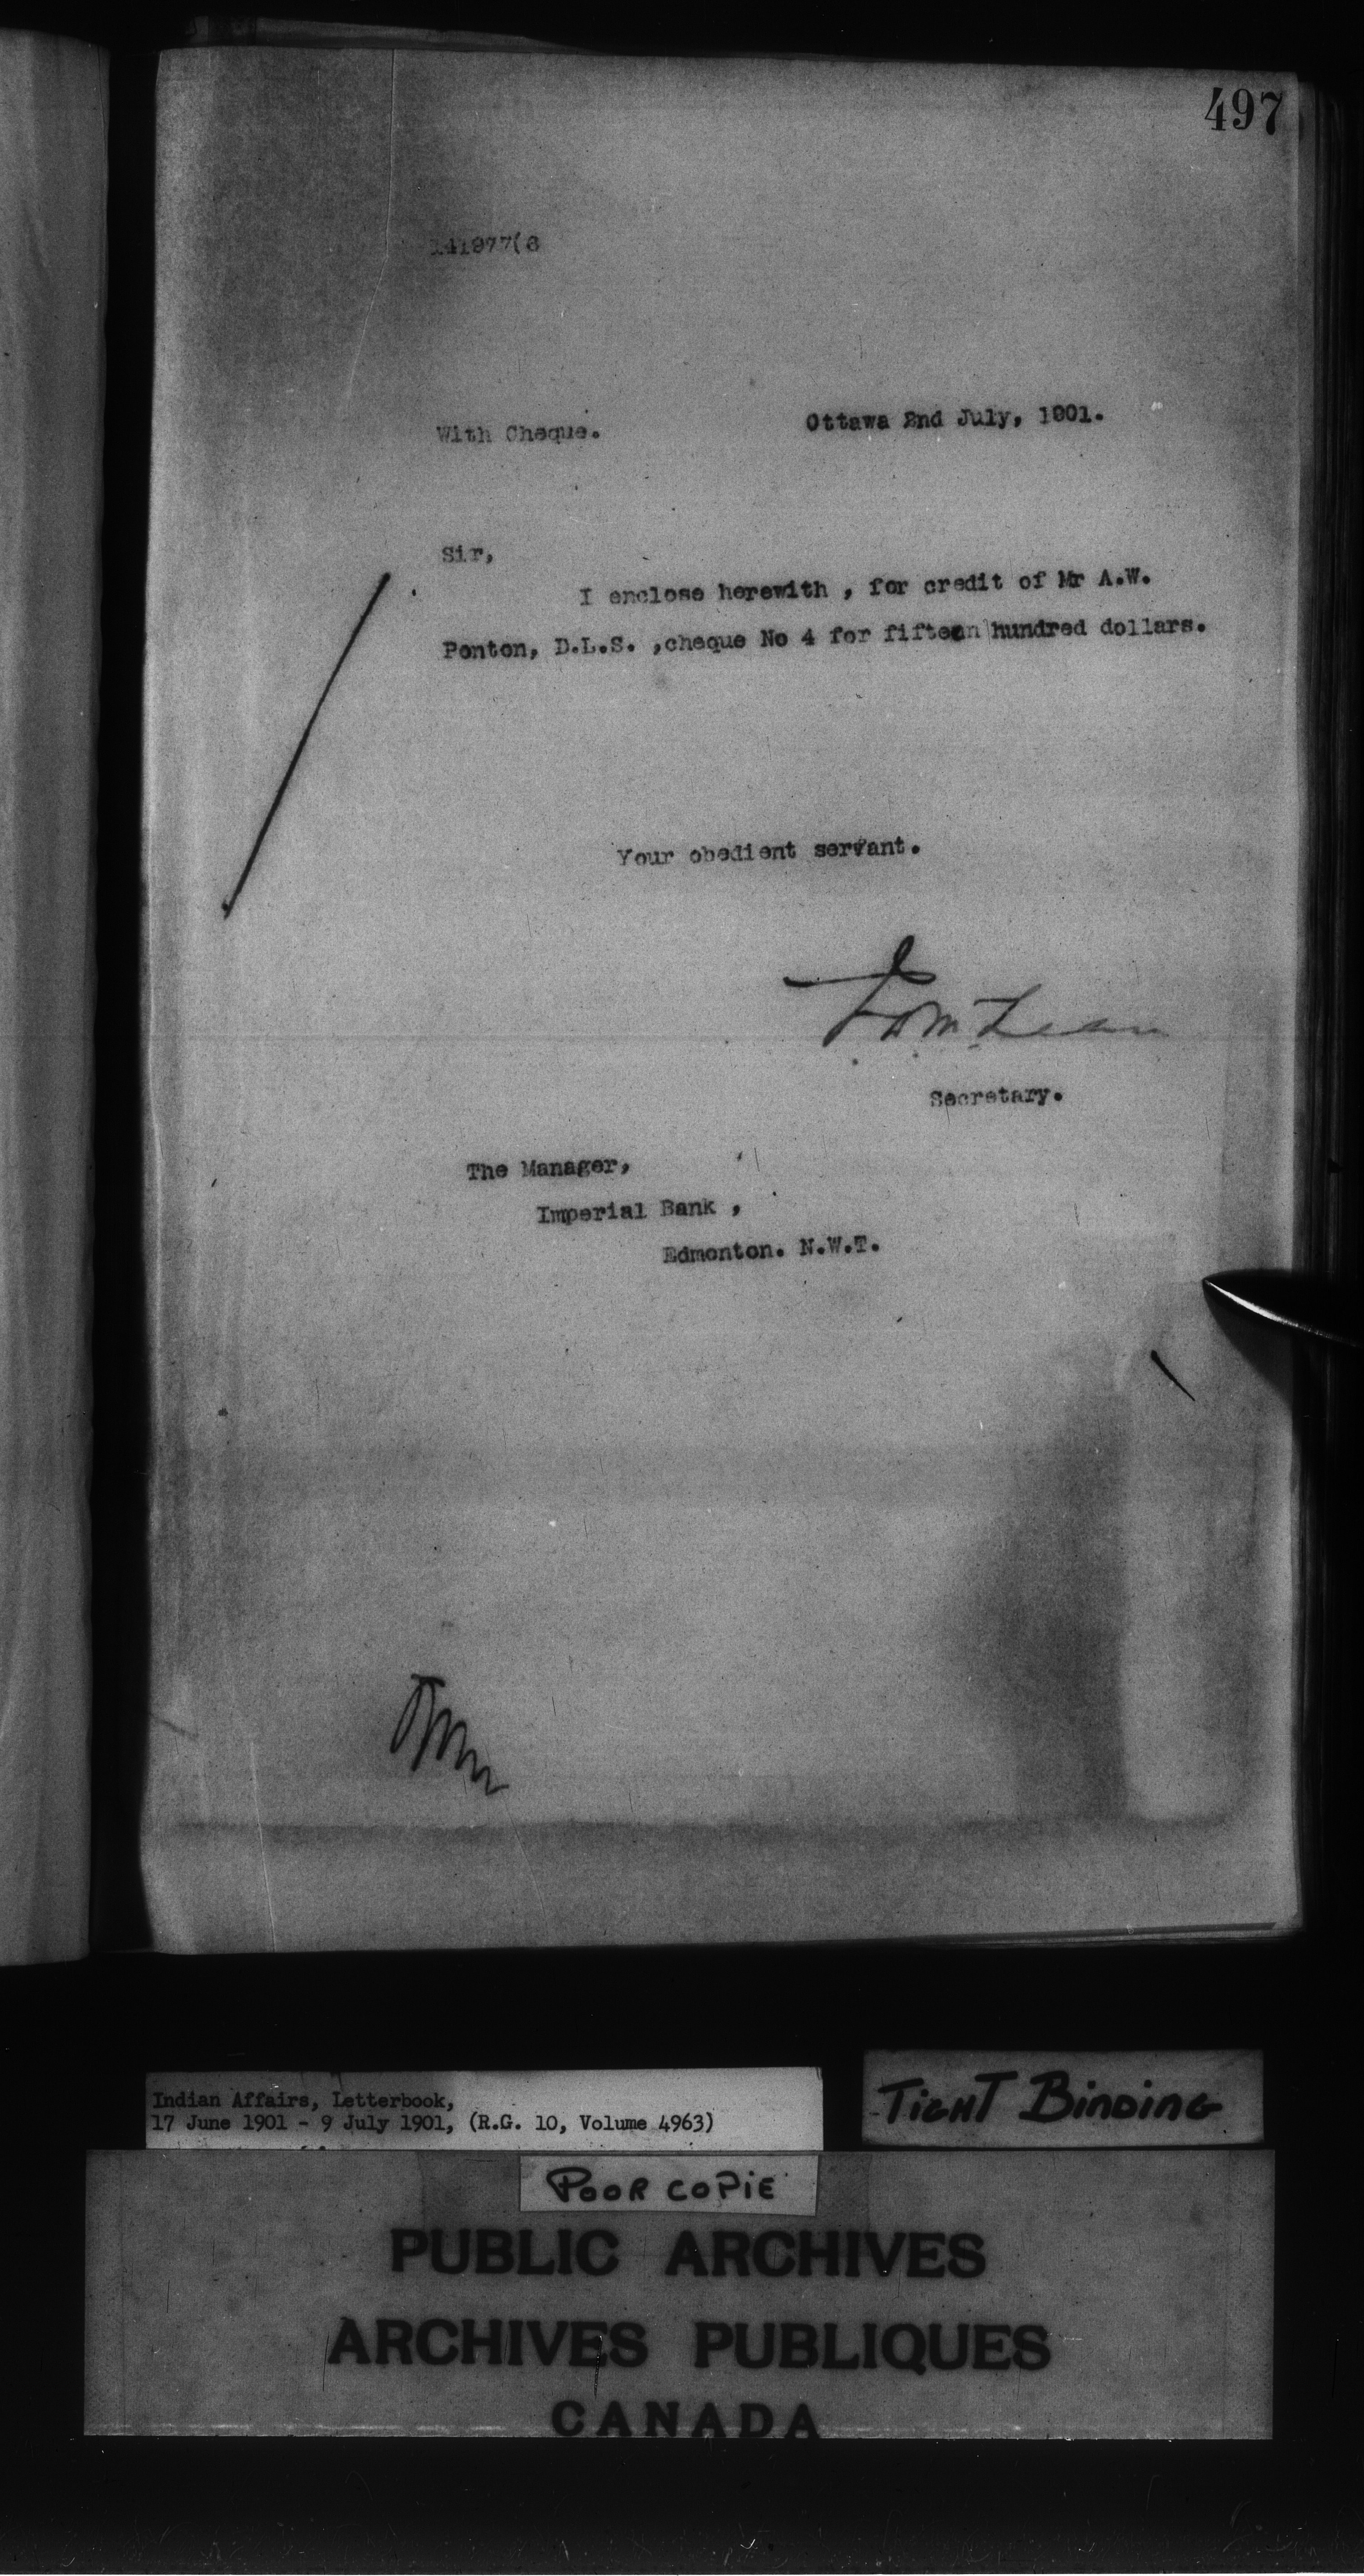 497
141977(6
With Cheque.
Ottawa 2nd July, 1901.
Sir,
I enclose herewith , for credit of Mr A.W.
Ponton, D.L.S. ,cheque No 4 for fifteen hundred dollars.
Your obedient servant.
Secretary.
The Manager,
Imperial Bank ,
Edmonton. N.W.T.
Indian Affairs, Letterbook,
17 June 1901 - 9 July 1901, (R.G. 10, Volume 4963)
TIGHT BINDING
POOR COPIE
PUBLIC ARCHIVES
ARCHIVES PUBLIQUES
CANADA